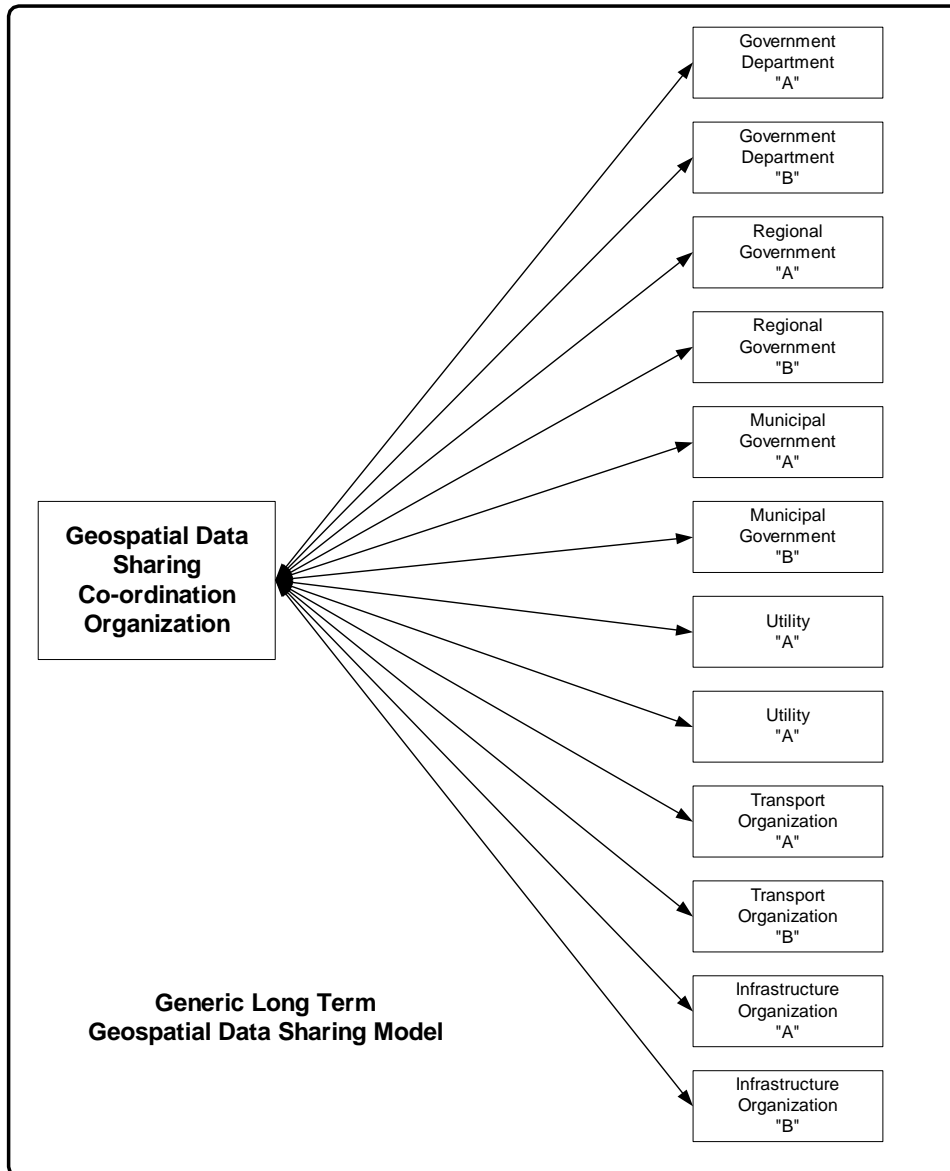 Government
Department
"A"
Government
Department
"B"
Regional
Government
"A"
Regional
Government
"B"
Municipal
Government
"A"
Municipal
Government
"B"
Geospatial Data
Sharing
Co-ordination
Organization
Utility
"A"
Utility
"A"
Transport
Organization
"A"
Transport
Organization
"B"
Infrastructure
Organization
"A"
Infrastructure
Organization
"B"
Generic Long Term
Geospatial Data Sharing Model